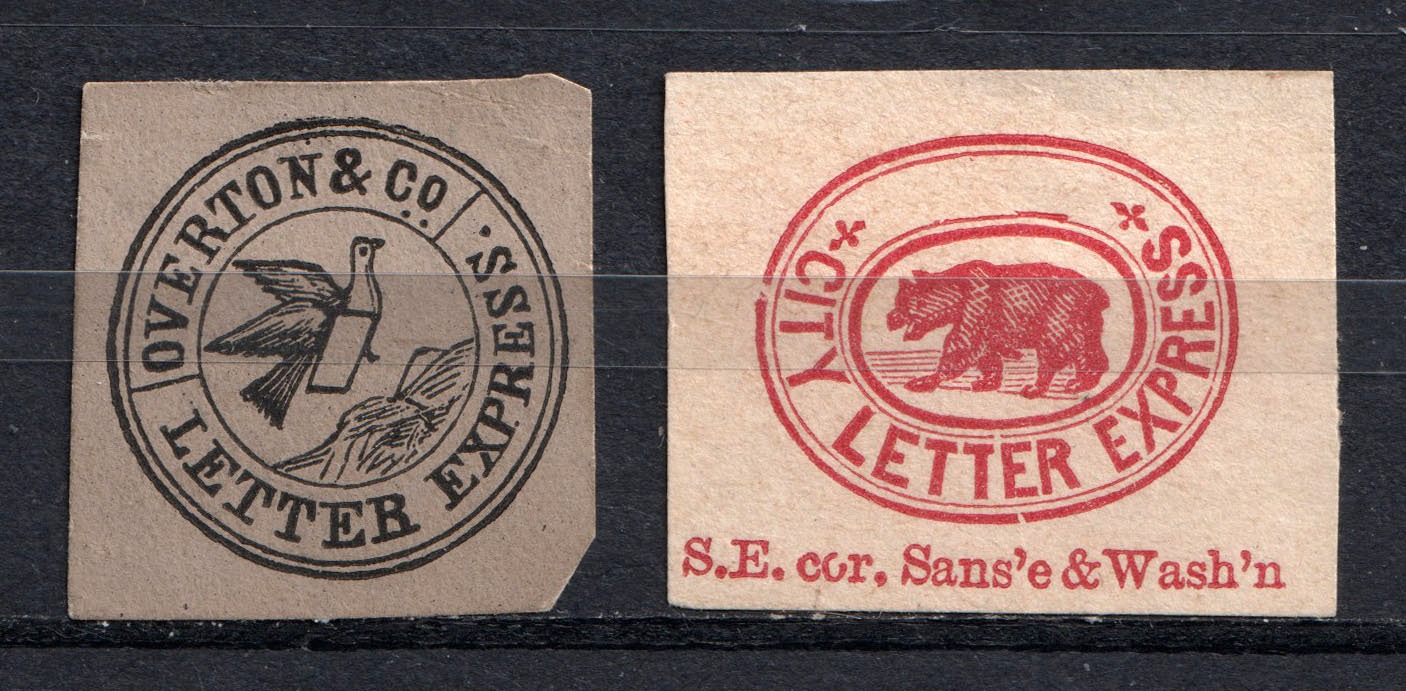 OVERTON & CO.
LETTER EXPRESS.
CITY LETTER EXPRESS
S.E. cor. Sans'e & Wash'n